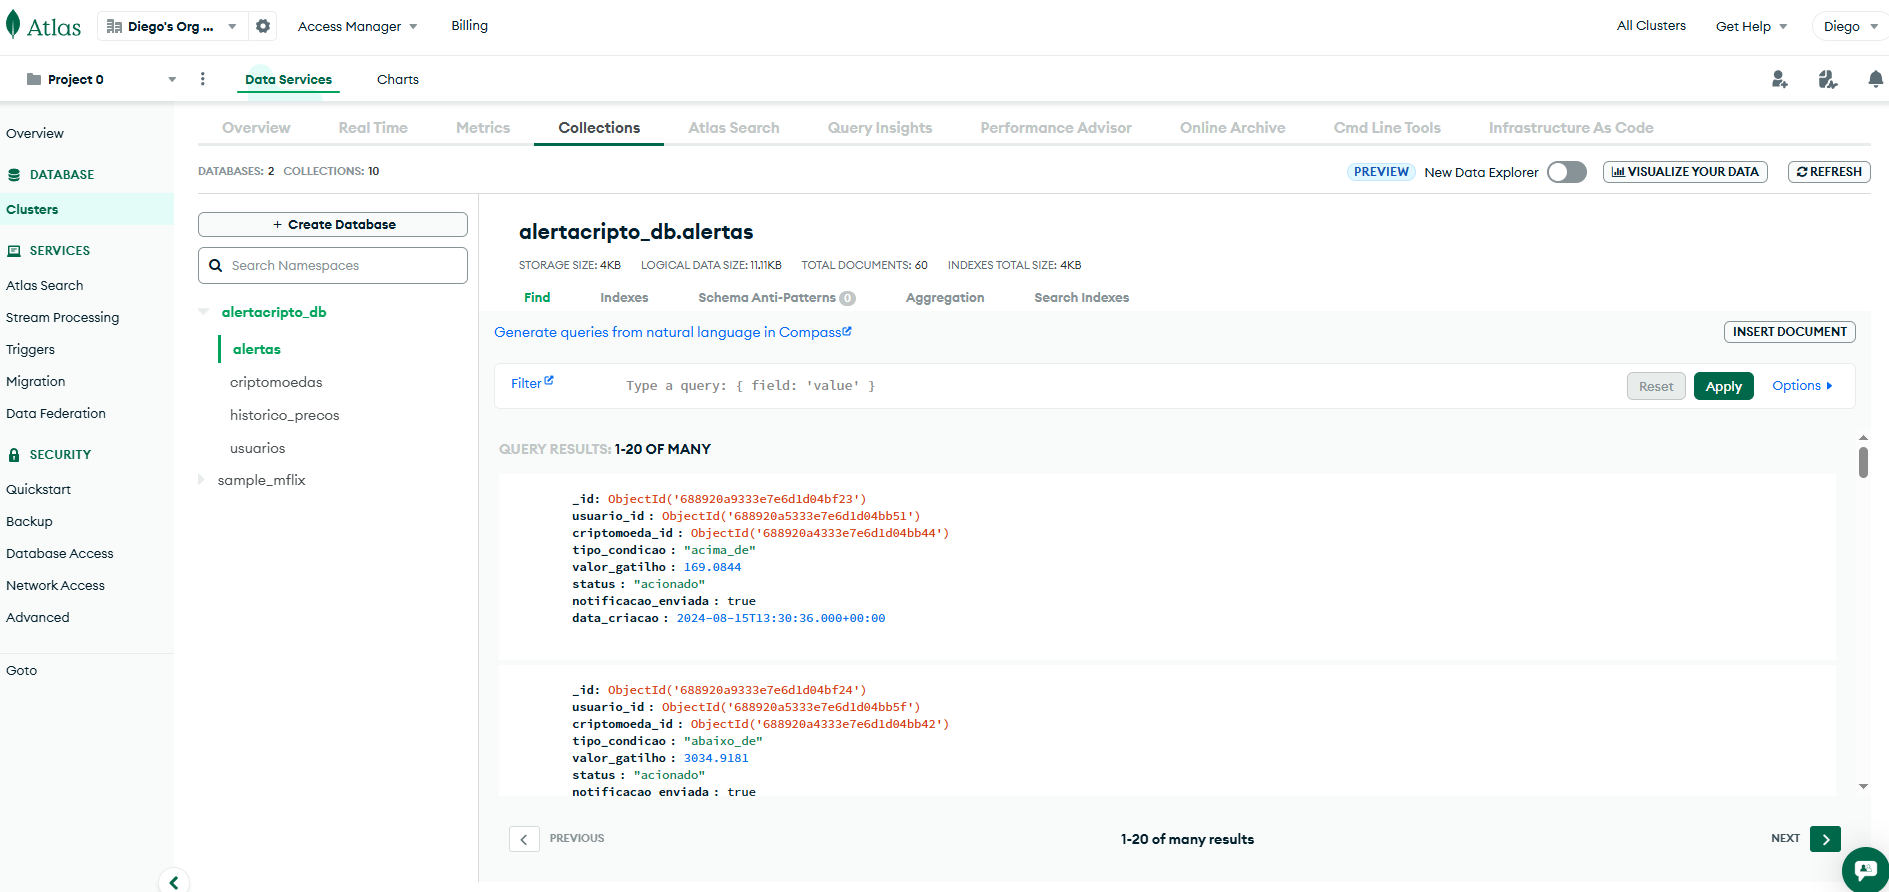 Atlas
Diego's Org ...
Access Manager
Billing
All Clusters
Get Help
Diego
Project 0
Data Services
Charts
Overview
DATABASE
Clusters
SERVICES
Atlas Search
Stream Processing
Triggers
Migration
Data Federation
SECURITY
Quickstart
Backup
Database Access
Network Access
Advanced
Goto
Overview
Real Time
Metrics
Collections
Atlas Search
Query Insights
Performance Advisor
Online Archive
Cmd Line Tools
Infrastructure As Code
DATABASES: 2 COLLECTIONS: 10
PREVIEW New Data Explorer
VISUALIZE YOUR DATA
REFRESH
+ Create Database
Search Namespaces
alertacripto_db
alertas
criptomoedas
historico_precos
usuarios
sample_mflix
alertacripto_db.alertas
STORAGE SIZE: 4KB LOGICAL DATA SIZE: 11.11KB TOTAL DOCUMENTS: 60 INDEXES TOTAL SIZE: 4KB
Find
Indexes
Schema Anti-Patterns 0
Aggregation
Search Indexes
Generate queries from natural language in Compass
INSERT DOCUMENT
Filter
Type a query: { field: 'value' }
Reset
Apply
Options
QUERY RESULTS: 1-20 OF MANY
_id: ObjectId('688920a9333e7e6d1d04bf23')
usuario_id : ObjectId('688920a5333e7e6d1d04bb51')
criptomoeda_id : ObjectId('688920a4333e7e6d1d04bb44')
tipo_condicao : "acima_de"
valor_gatilho : 169.0844
status : "acionado"
notificacao_enviada : true
data_criacao : 2024-08-15T13:30:36.000+00:00
_id: ObjectId('688920a9333e7e6d1d04bf24')
usuario_id : ObjectId('688920a5333e7e6d1d04bb5f')
criptomoeda_id : ObjectId('688920a4333e7e6d1d04bb42')
tipo_condicao : "abaixo_de"
valor_gatilho : 3034.9181
status : "acionado"
notificacao_enviada : true
PREVIOUS
1-20 of many results
NEXT